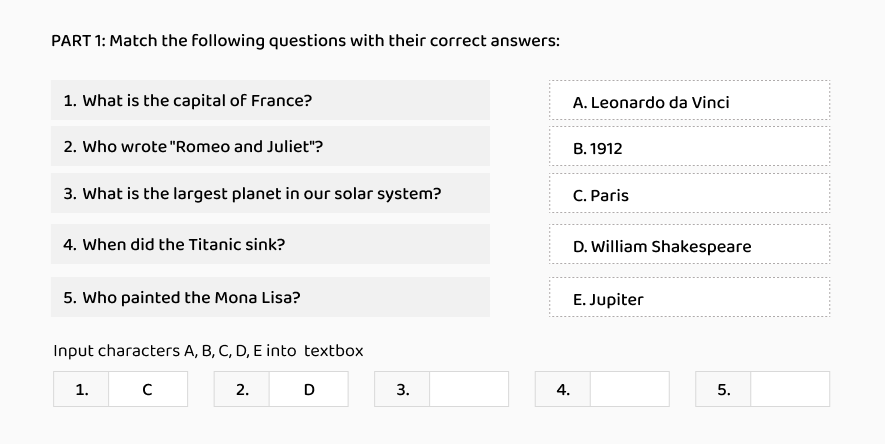 PART 1: Match the following questions with their correct answers:
1. What is the capital of France?
A. Leonardo da Vinci
2. Who wrote "Romeo and Juliet"?
B. 1912
3. What is the largest planet in our solar system?
C. Paris
4. When did the Titanic sink?
D. William Shakespeare
5. Who painted the Mona Lisa?
E. Jupiter
Input characters A, B, C, D, E into textbox
1. C 2. D 3. 4. 5.